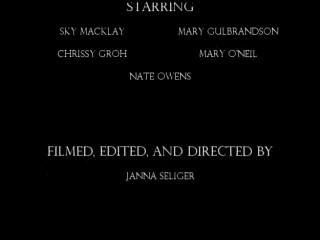 STARRING
SKY MACKLAY MARY GULBRANDSON
CHRISSY GROH MARY O'NEIL
NATE OWENS
FILMED, EDITED, AND DIRECTED BY
JANNA SELIGER